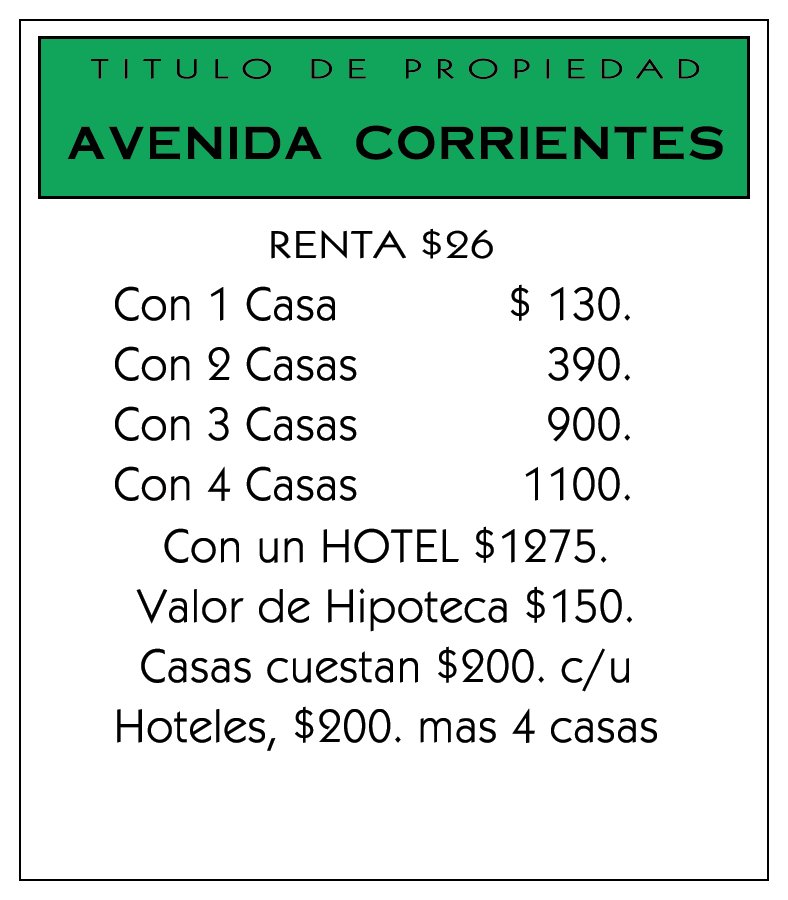 TITULO DE PROPIEDAD
AVENIDA CORRIENTES
RENTA $26
Con 1 Casa $ 130.
Con 2 Casas 390.
Con 3 Casas 900.
Con 4 Casas 1100.
Con un HOTEL $1275.
Valor de Hipoteca $150.
Casas cuestan $200. c/u
Hoteles, $200. mas 4 casas